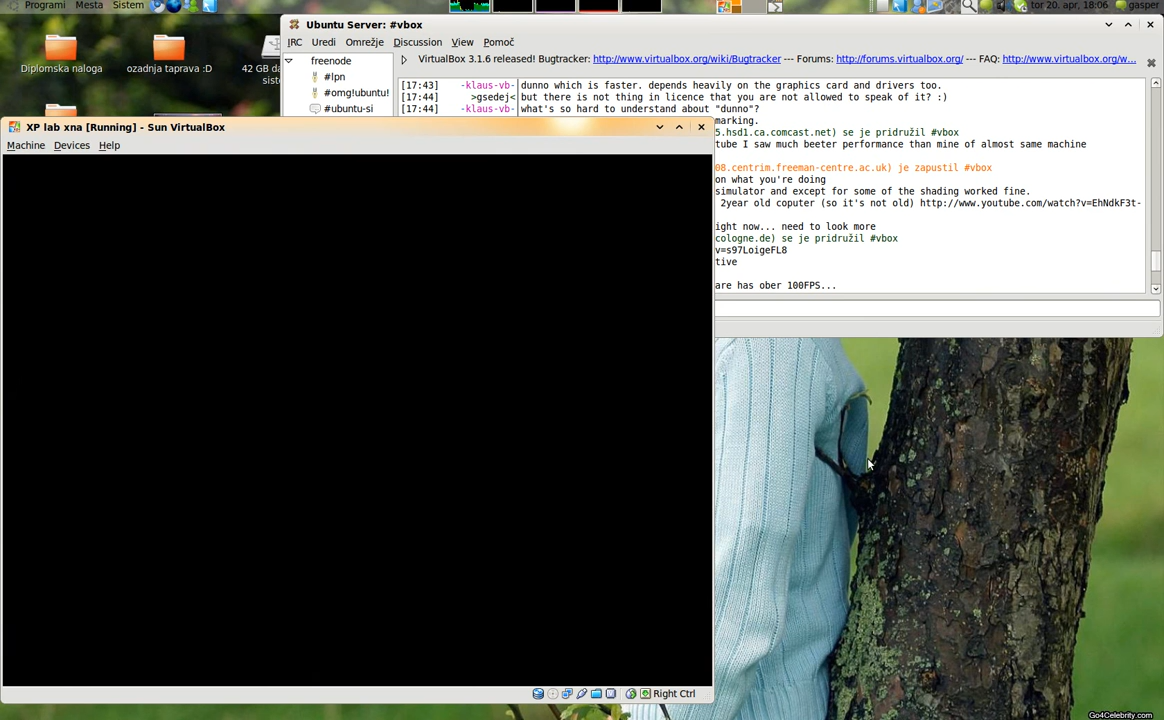 Programi Mesta Sistem
tor 20. apr, 18:06 gasper
Diplomska naloga
ozadnja taprava :D
42 GB da
siste
Ubuntu Server: #vbox
IRC Uredi Omrežje Discussion View Pomoč
freenode
#lpn
#omg!ubuntu!
#ubuntu-si
VirtualBox 3.1.6 released! Bugtracker: http://www.virtualbox.org/wiki/Bugtracker --- Forums: http://forums.virtualbox.org/ --- FAQ: http://www.virtualbox.org/w...
[17:43] -klaus-vb- dunno which is faster. depends heavily on the graphics card and drivers too.
[17:44] >gsedej< but there is not thing in licence that you are not allowed to speak of it? :)
[17:44] -klaus-vb- what's so hard to understand about "dunno"?
marking.
5.hsd1.ca.comcast.net) se je pridružil #vbox
tube I saw much beeter performance than mine of almost same machine
08.centrim.freeman-centre.ac.uk) je zapustil #vbox
on what you're doing
simulator and except for some of the shading worked fine.
2year old coputer (so it's not old) http://www.youtube.com/watch?v=EhNdkF3t-
ight now... need to look more
cologne.de) se je pridružil #vbox
v=s97LoigeFL8
tive
are has ober 100FPS...
XP lab xna [Running] - Sun VirtualBox
Machine Devices Help
Right Ctrl
Go4Celebrity.com